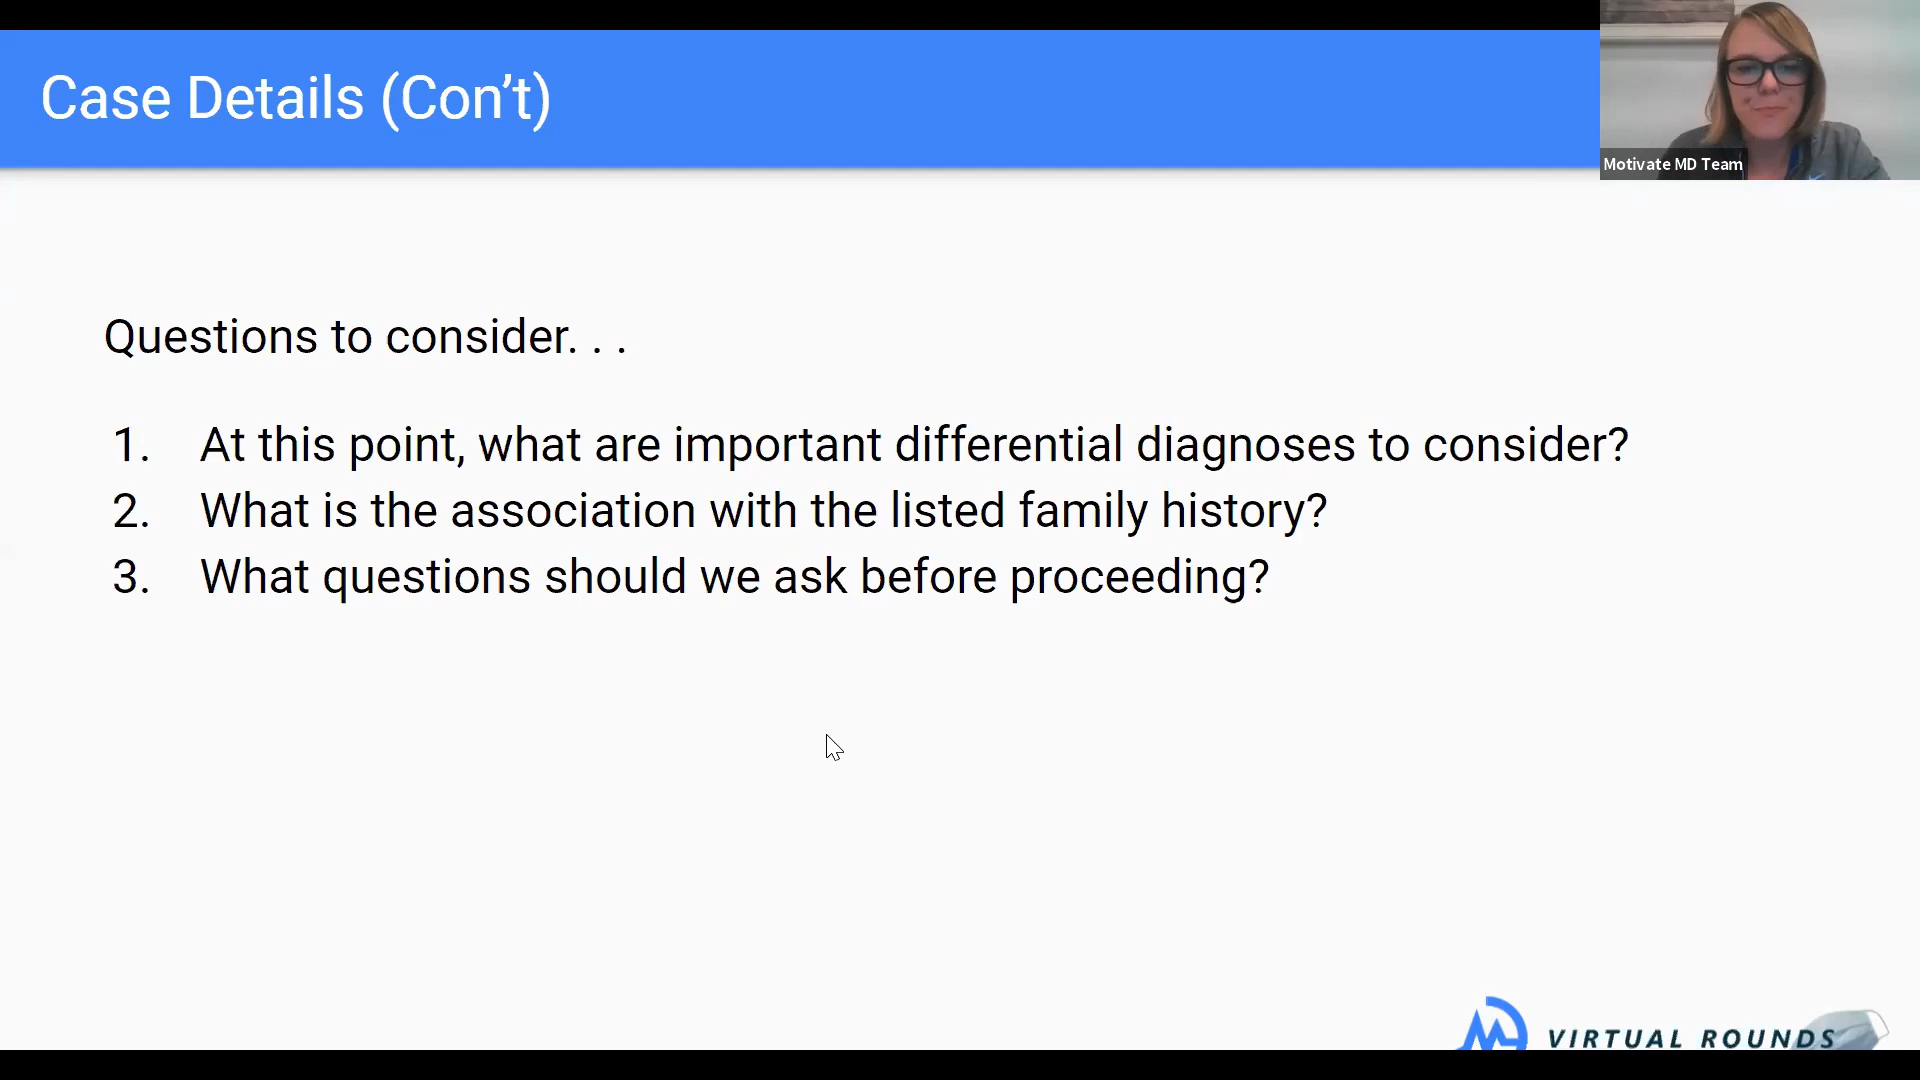 Case Details (Con’t)
Motivate MD Team
Questions to consider. . .
1. At this point, what are important differential diagnoses to consider?
2. What is the association with the listed family history?
3. What questions should we ask before proceeding?
VIRTUAL ROUNDS